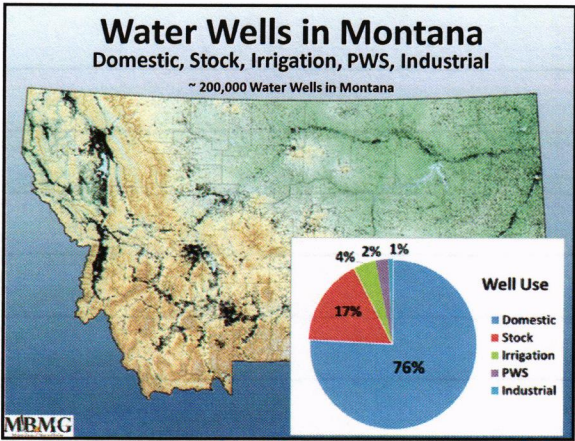 Water Wells in Montana
Domestic, Stock, Irrigation, PWS, Industrial
~ 200,000 Water Wells in Montana
4% 2% 1%
17%
76%
Well Use
Domestic
Stock
Irrigation
PWS
Industrial
MBMG